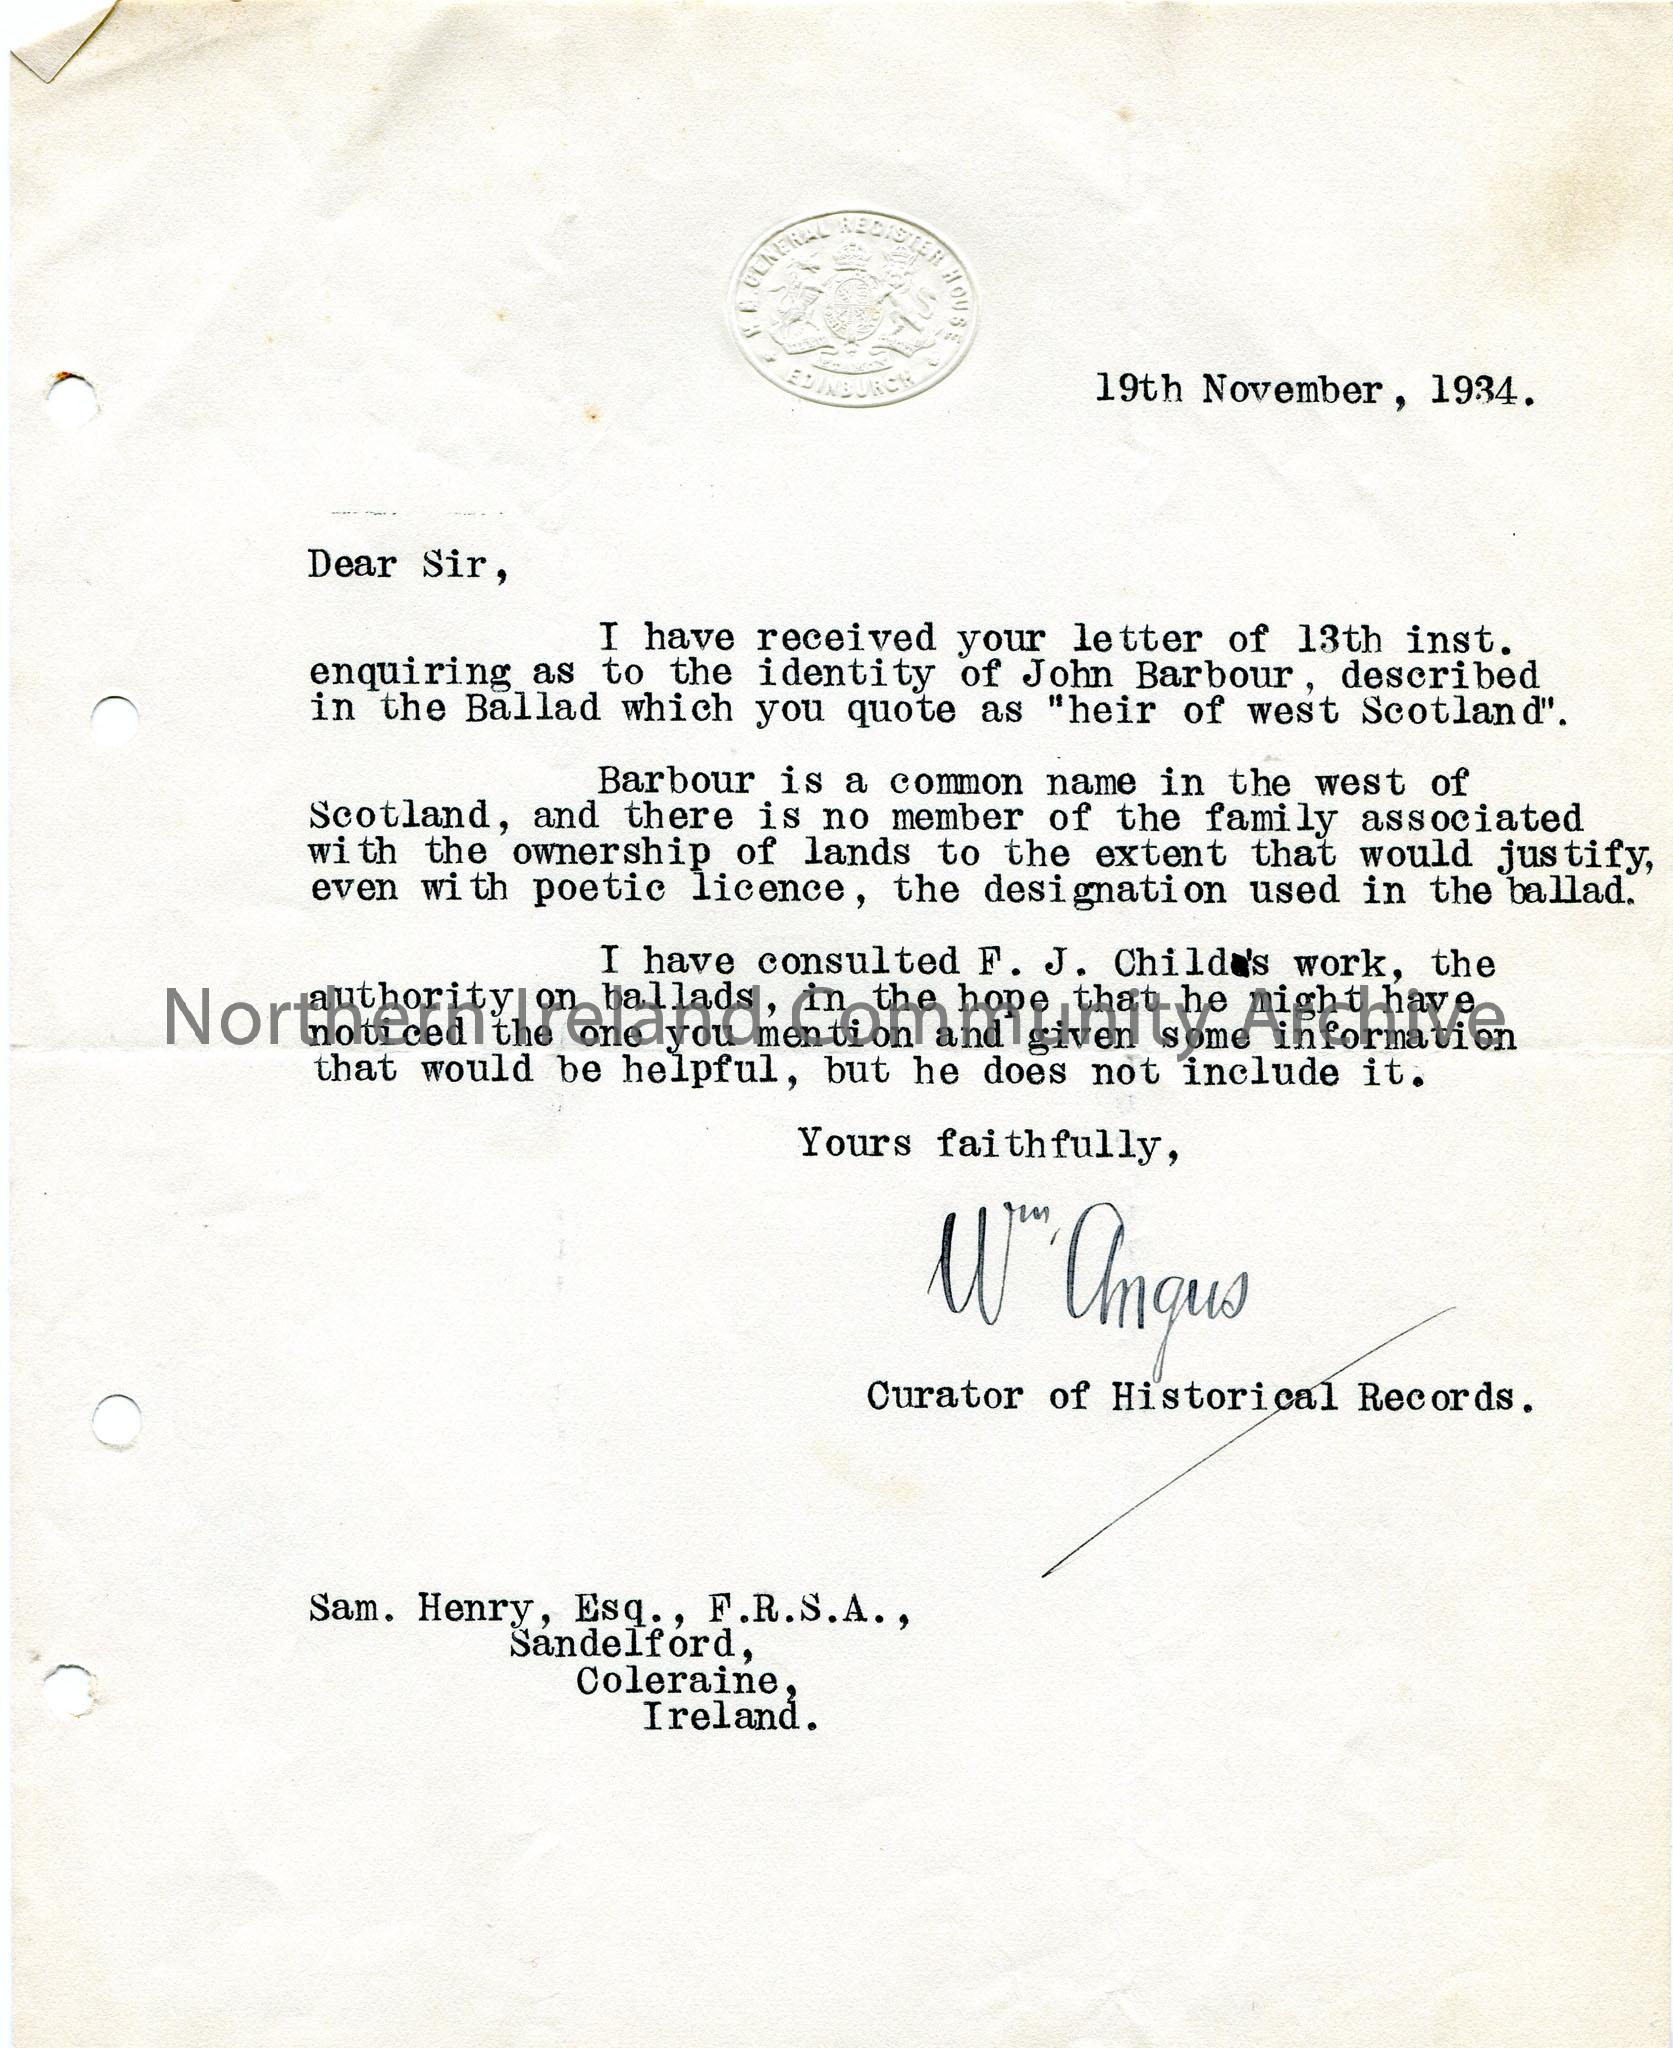 H.M. GENERAL REGISTER HOUSE
EDINBURGH
19th November, 1934.
Dear Sir,
I have received your letter of 13th inst.
enquiring as to the identity of John Barbour, described
in the Ballad which you quote as "heir of west Scotland".
Barbour is a common name in the west of
Scotland, and there is no member of the family associated
with the ownership of lands to the extent that would justify,
even with poetic licence, the designation used in the ballad.
I have consulted F. J. Child's work, the
authority on ballads, in the hope that he might have
noticed the one you mention and given some information
that would be helpful, but he does not include it.
Northern Ireland Community Archive
Yours faithfully,
Wm. Angus
Curator of Historical Records.
Sam. Henry, Esq., F.R.S.A.,
Sandelford,
Coleraine,
Ireland.